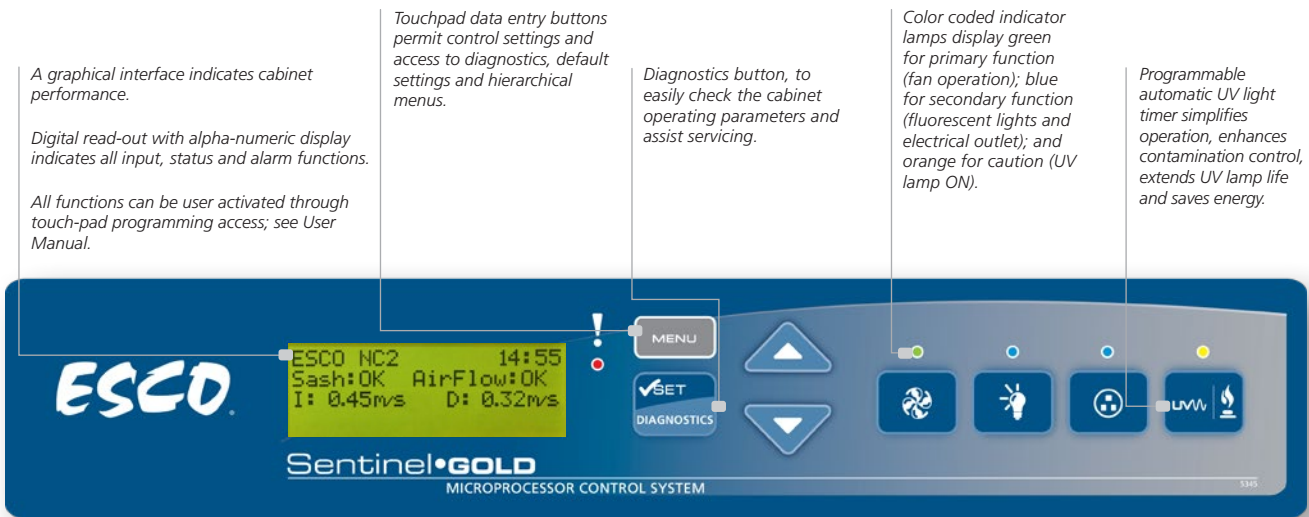 A graphical interface indicates cabinet
performance.
Digital read-out with alpha-numeric display
indicates all input, status and alarm functions.
All functions can be user activated through
touch-pad programming access; see User
Manual.
Touchpad data entry buttons
permit control settings and
access to diagnostics, default
settings and hierarchical
menus.
Diagnostics button, to
easily check the cabinet
operating parameters and
assist servicing.
Color coded indicator
lamps display green
for primary function
(fan operation); blue
for secondary function
(fluorescent lights and
electrical outlet); and
orange for caution (UV
lamp ON).
Programmable
automatic UV light
timer simplifies
operation, enhances
contamination control,
extends UV lamp life
and saves energy.
ESCO
ESCO NC2 14:55
Sash:OK AirFlow:OK
I: 0.45m/s D: 0.32m/s
Sentinel•GOLD
MICROPROCESSOR CONTROL SYSTEM
!
MENU
SET
DIAGNOSTICS
UV
5345